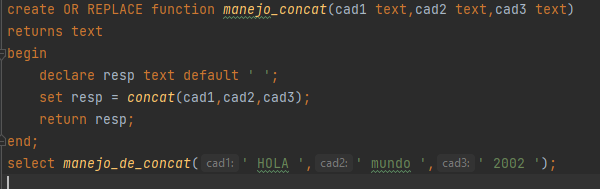 create OR REPLACE function manejo_concat(cad1 text,cad2 text,cad3 text)
returns text
begin
    declare resp text default ' ';
    set resp = concat(cad1,cad2,cad3);
    return resp;
end;
select manejo_de_concat( cad1: ' HOLA ', cad2: ' mundo ', cad3: ' 2002 ');